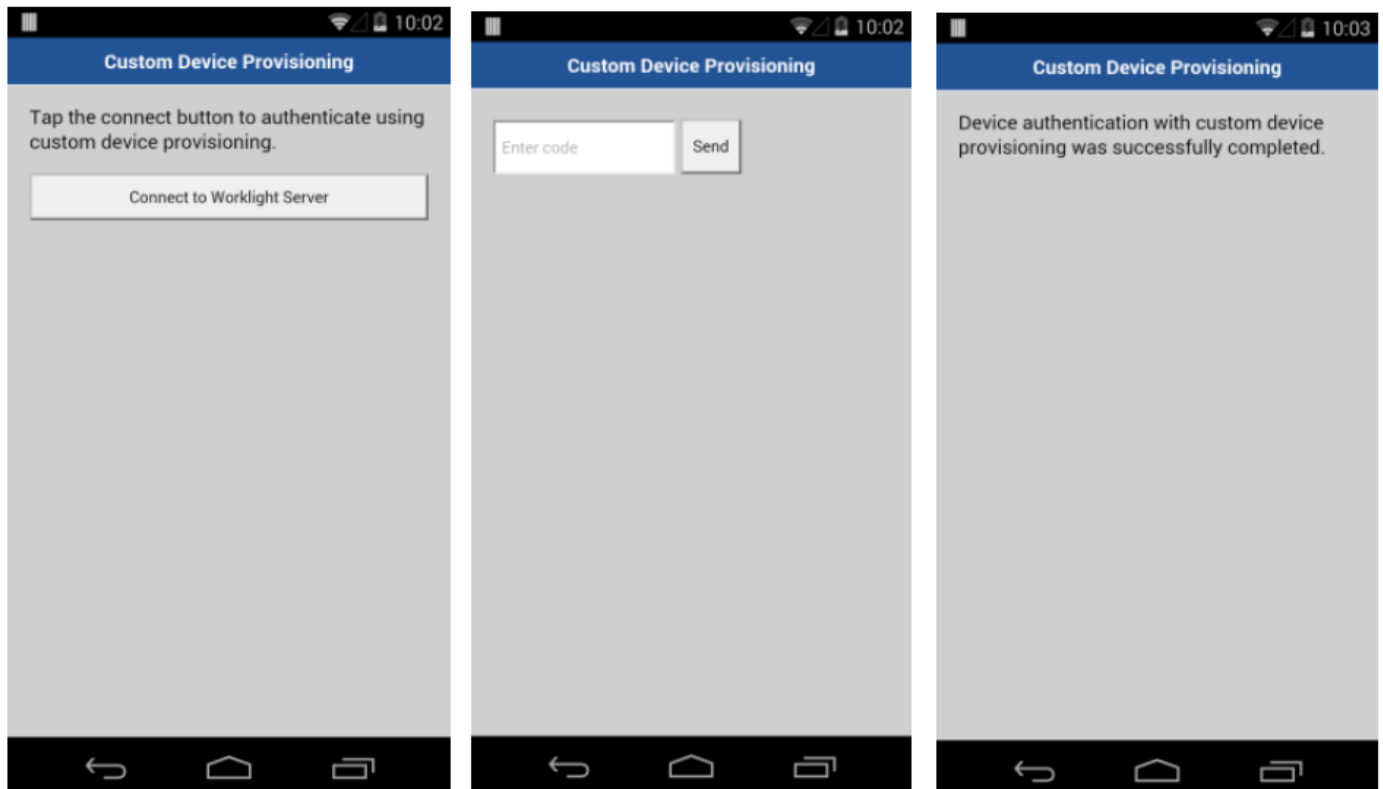 10:02
Custom Device Provisioning
Tap the connect button to authenticate using
custom device provisioning.
Connect to Worklight Server
10:02
Custom Device Provisioning
Enter code
Send
10:03
Custom Device Provisioning
Device authentication with custom device
provisioning was successfully completed.